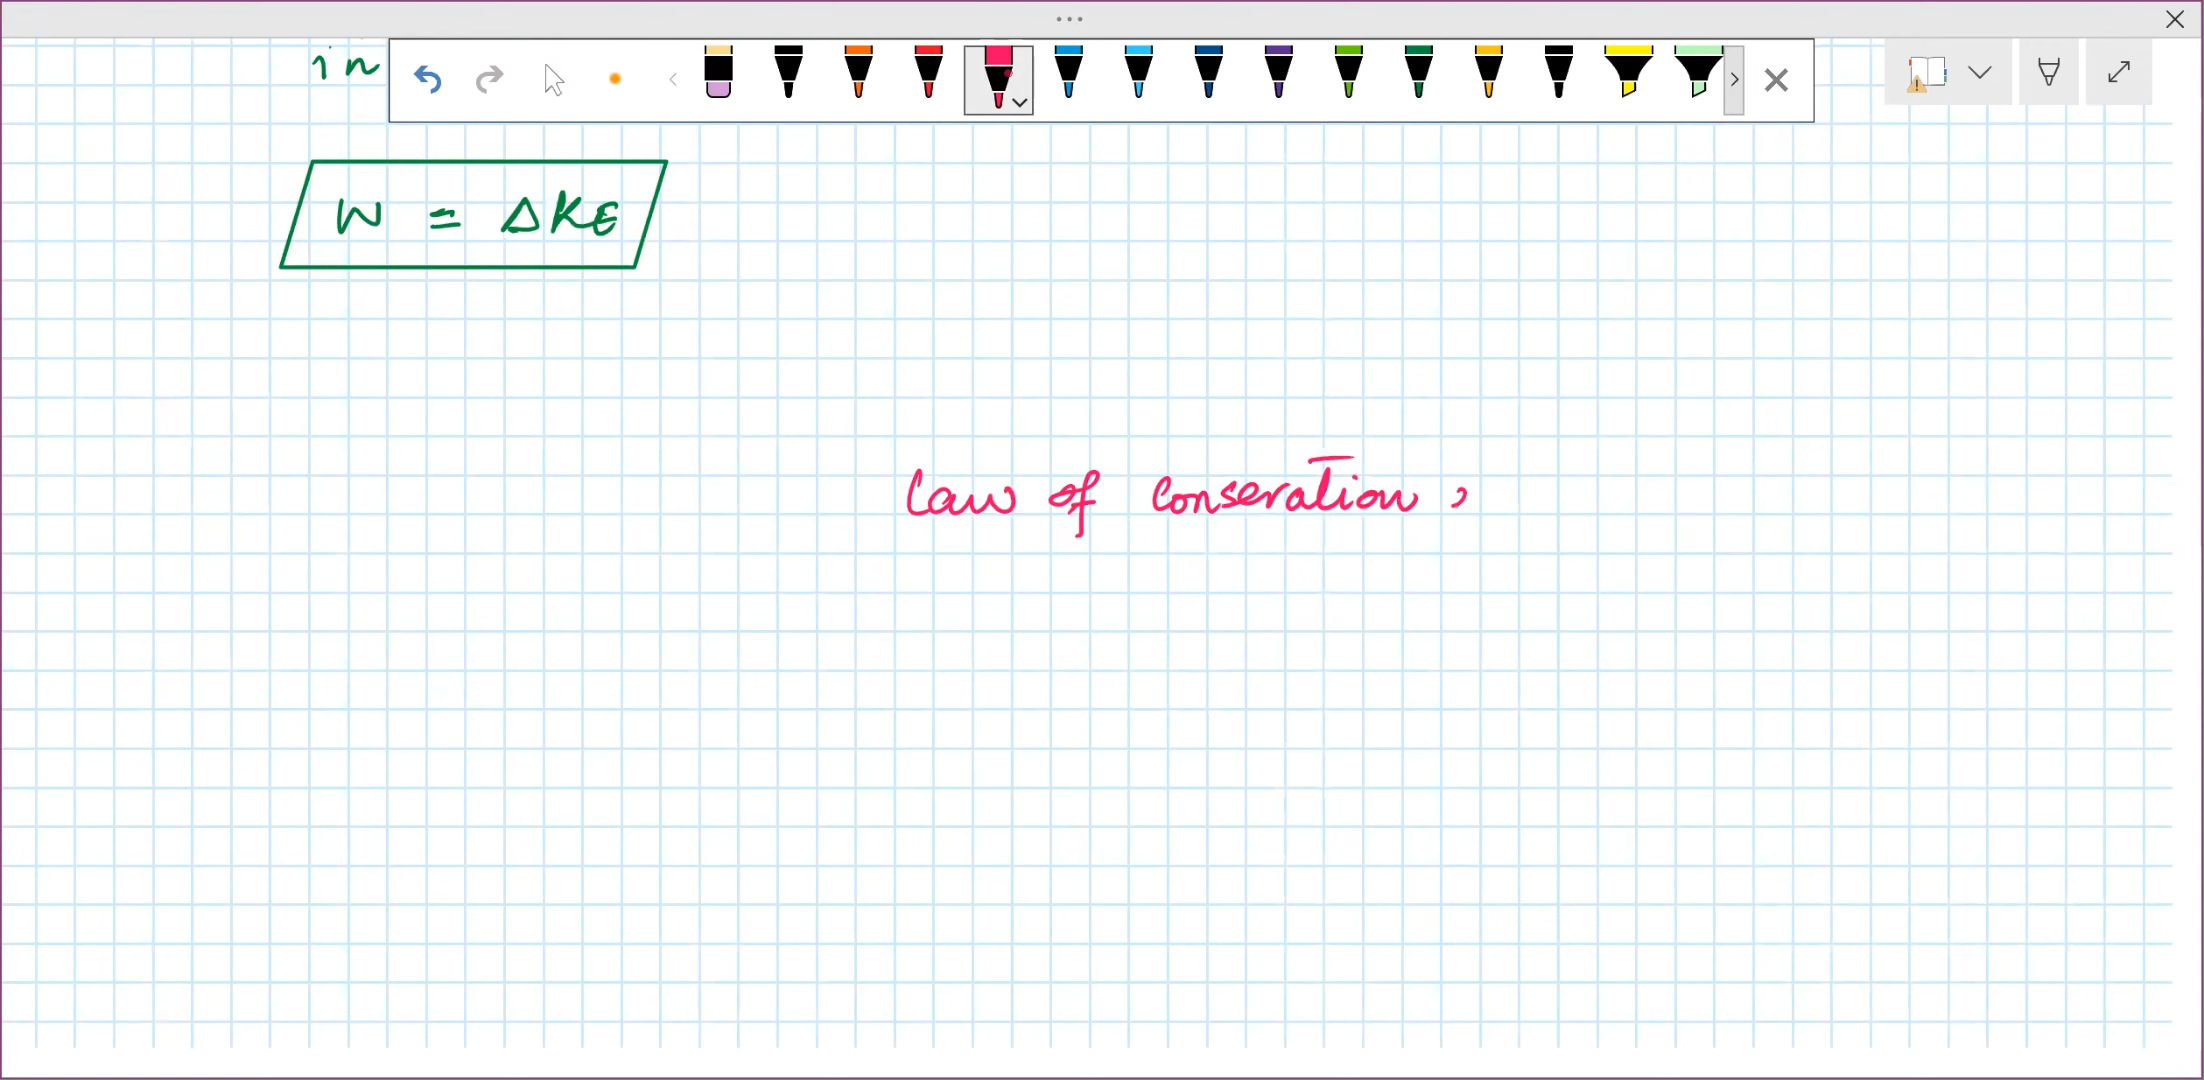 in
W = ΔKE
Law of conseration,